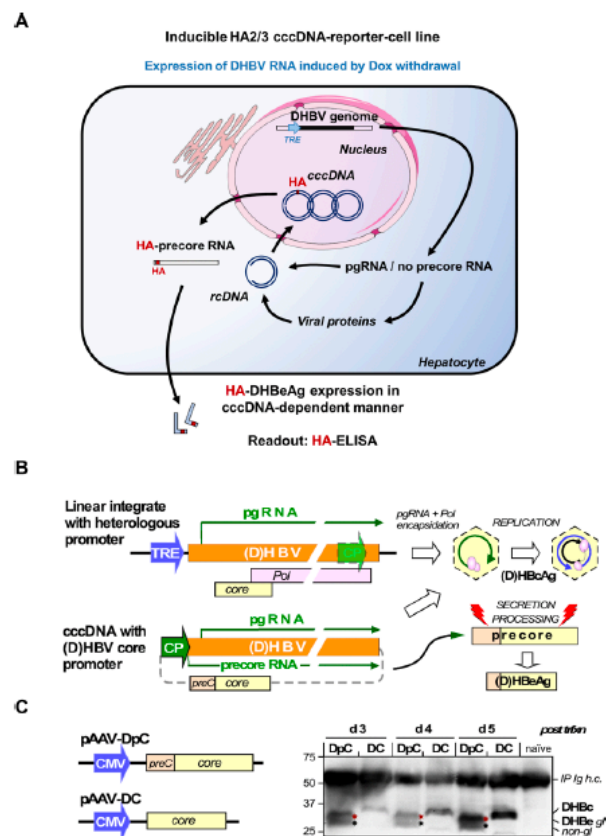 A
Inducible HA2/3 cccDNA-reporter-cell line
Expression of DHBV RNA induced by Dox withdrawal
DHBV genome
TRE
Nucleus
HA
cccDNA
HA-precore RNA
HA
rcDNA
pgRNA / no precore RNA
Viral proteins
Hepatocyte
HA-DHBeAg expression in
cccDNA-dependent manner
Readout: HA-ELISA
B
Linear integrate
with heterologous
promoter
pgRNA
TRE
(D)HBV
CP
Pol
core
pgRNA + Pol
encapsidation
REPLICATION
(D)HBcAg
cccDNA with
(D)HBV core
promoter
pgRNA
CP
(D)HBV
precore RNA
preC
core
SECRETION
PROCESSING
precore
(D)HBeAg
C
pAAV-DpC
CMV
preC
core
pAAV-DC
CMV
core
d 3
d 4
d 5
post trfxn
DpC
DC
DpC
DC
DpC
DC
naïve
75
50
37
25
IP Ig h.c.
DHBc
DHBe
non-gl